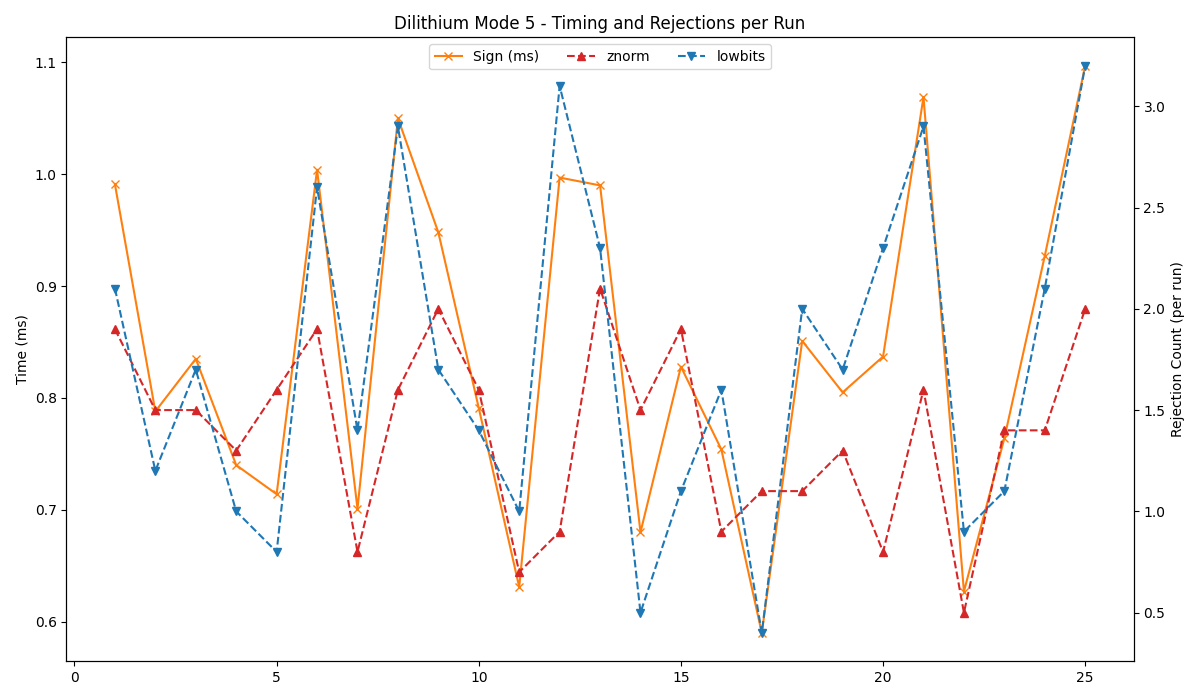 Dilithium Mode 5 - Timing and Rejections per Run
Sign (ms) znorm lowbits
Time (ms)
1.1
1.0
0.9
0.8
0.7
0.6
Rejection Count (per run)
3.0
2.5
2.0
1.5
1.0
0.5
0 5 10 15 20 25